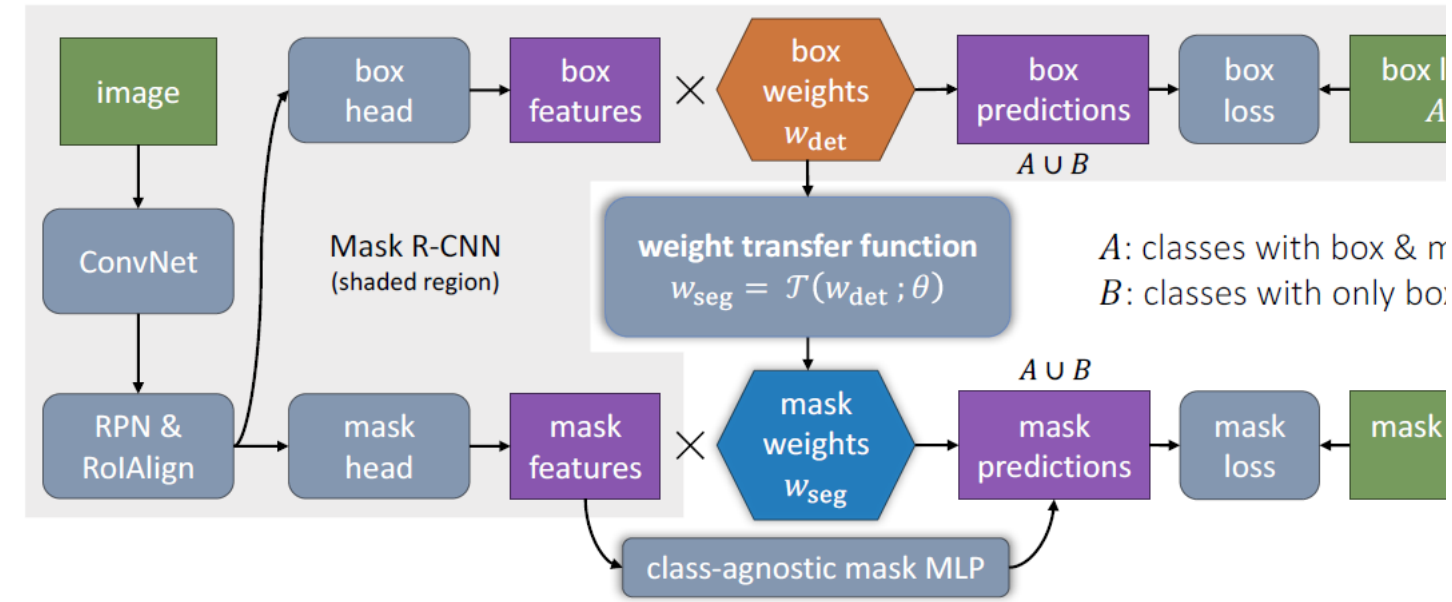 image
box
head
box
features
×
box
weights
w_det
box
predictions
A ∪ B
box
loss
box
A
ConvNet
Mask R-CNN
(shaded region)
weight transfer function
w_seg = 𝒯(w_det ; θ)
A: classes with box &
B: classes with only
RPN &
RoIAlign
mask
head
mask
features
×
mask
weights
w_seg
A ∪ B
mask
predictions
mask
loss
mask
class-agnostic mask MLP